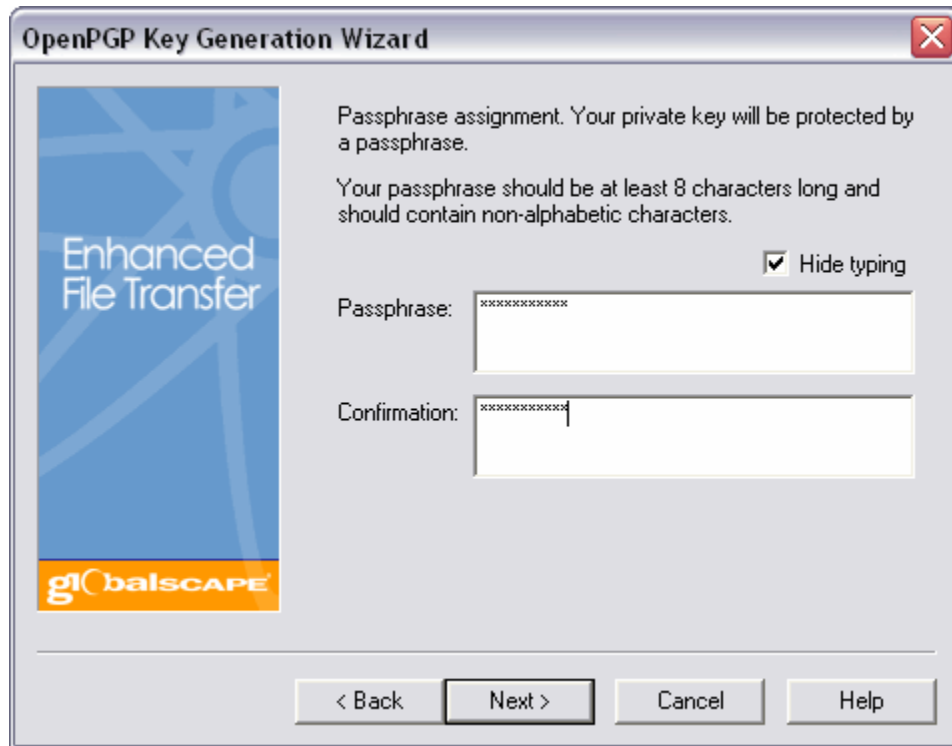 OpenPGP Key Generation Wizard
Passphrase assignment. Your private key will be protected by
a passphrase.
Your passphrase should be at least 8 characters long and
should contain non-alphabetic characters.
Enhanced
File Transfer
Hide typing
Passphrase: xxxxxxxxxxx
Confirmation: xxxxxxxxxxx
globalSCAPE
< Back
Next >
Cancel
Help